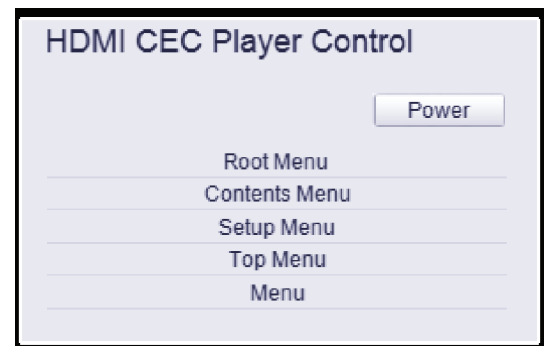 HDMI CEC Player Control
Power
Root Menu
Contents Menu
Setup Menu
Top Menu
Menu